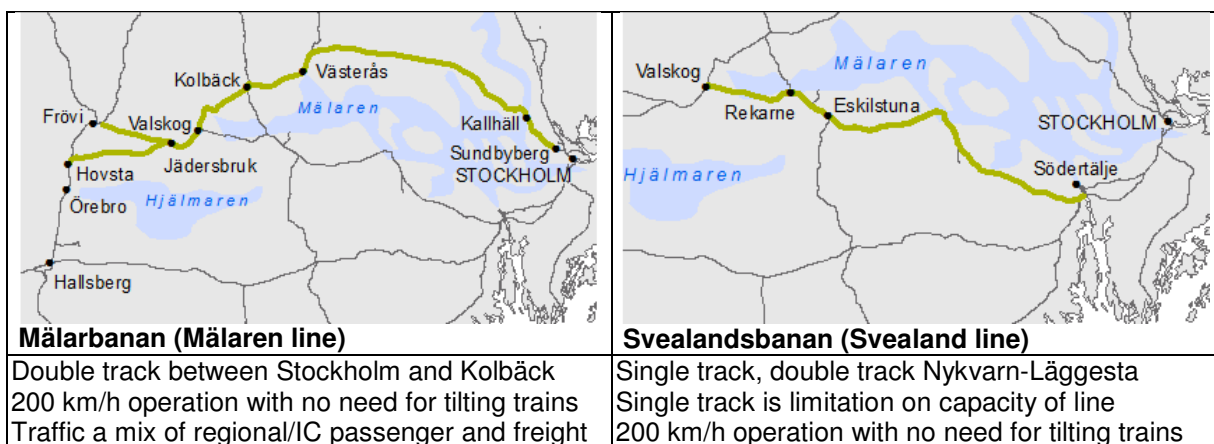 Kolbäck
Västerås
Mälaren
Frövi
Valskog
Kallhäll
Jädersbruk
Sundbyberg
Hovsta
STOCKHOLM
Örebro
Hjälmaren
Hallsberg
Mälarbanan (Mälaren line)
Double track between Stockholm and Kolbäck
200 km/h operation with no need for tilting trains
Traffic a mix of regional/IC passenger and freight
Valskog
Mälaren
Rekarne
Eskilstuna
STOCKHOLM
Södertälje
Hjälmaren
Svealandsbanan (Svealand line)
Single track, double track Nykvarn-Läggesta
Single track is limitation on capacity of line
200 km/h operation with no need for tilting trains